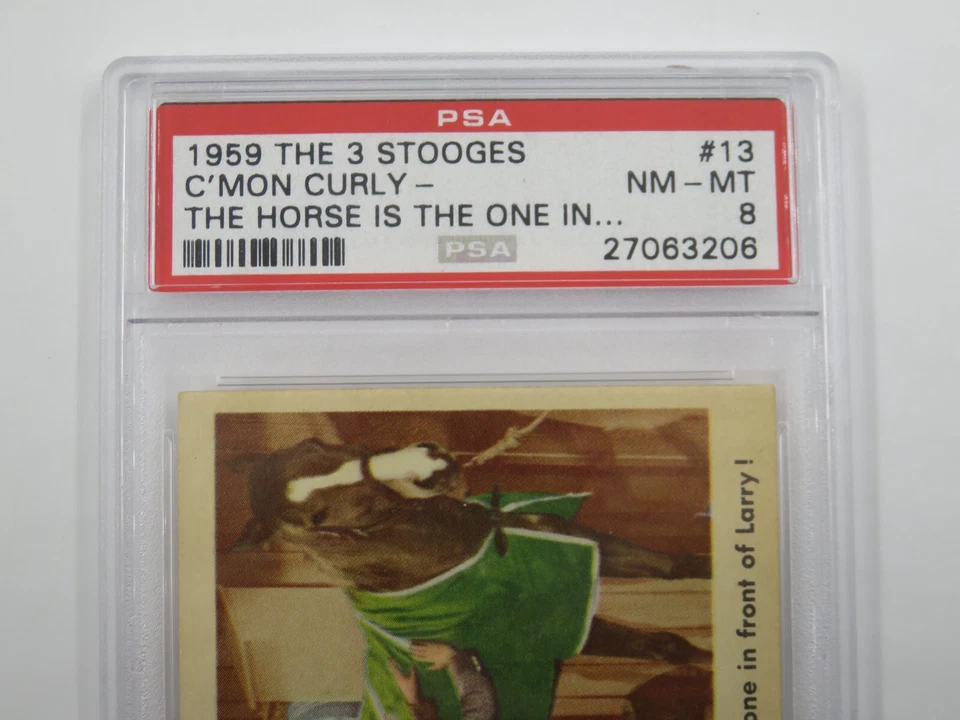 PSA
1959 THE 3 STOOGES #13
C'MON CURLY – NM – MT
THE HORSE IS THE ONE IN... 8
PSA 27063206
one in front of Larry!